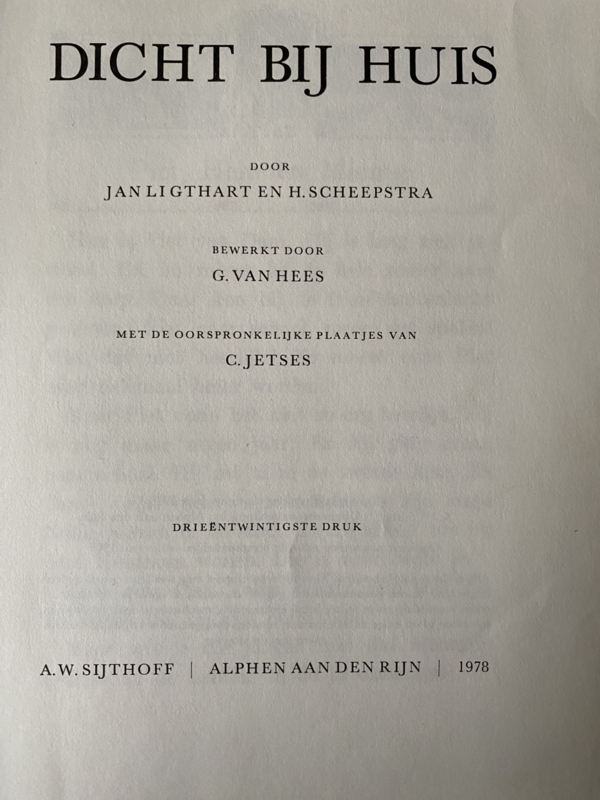 DICHT BIJ HUIS
DOOR
JAN LIGTHART EN H. SCHEEPSTRA
BEWERKT DOOR
G. VAN HEES
MET DE OORSPRONKELIJKE PLAATJES VAN
C. JETSES
DRIEËNTWINTIGSTE DRUK
A.W. SIJTHOFF | ALPHEN AAN DEN RIJN | 1978